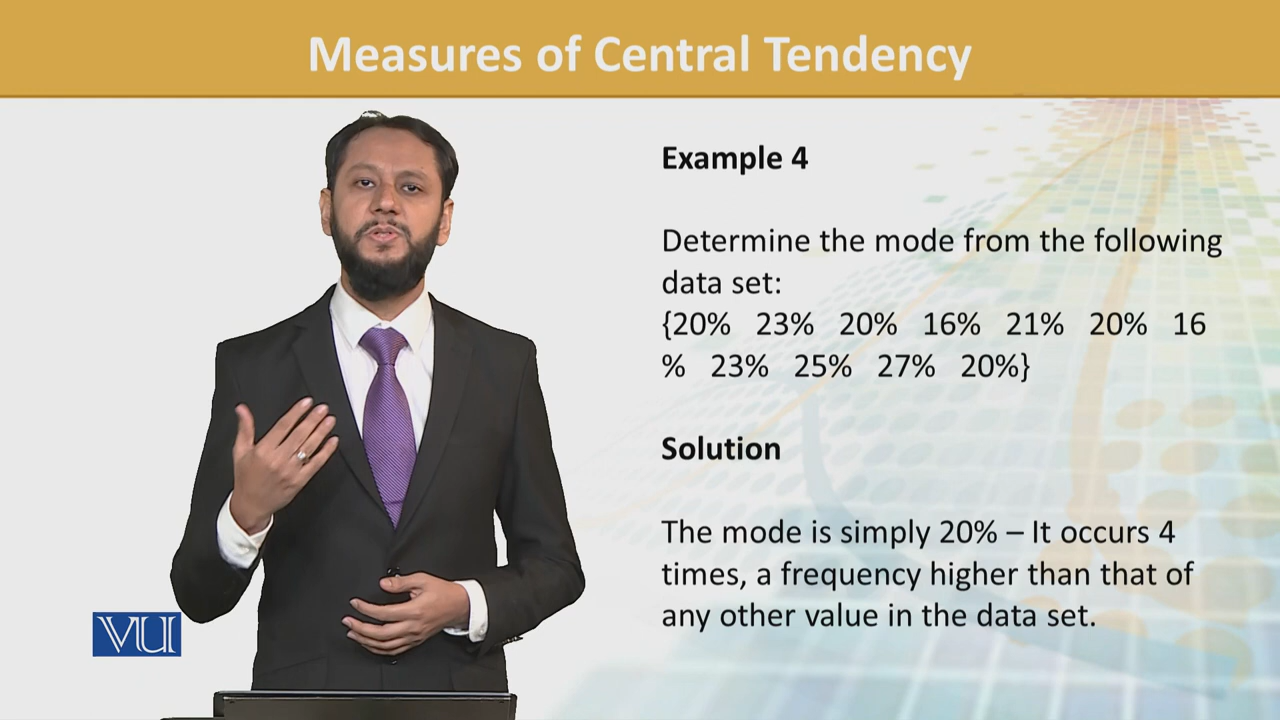 Measures of Central Tendency
Example 4
Determine the mode from the following
data set:
{20% 23% 20% 16% 21% 20% 16
% 23% 25% 27% 20%}
Solution
The mode is simply 20% – It occurs 4
times, a frequency higher than that of
any other value in the data set.
VU